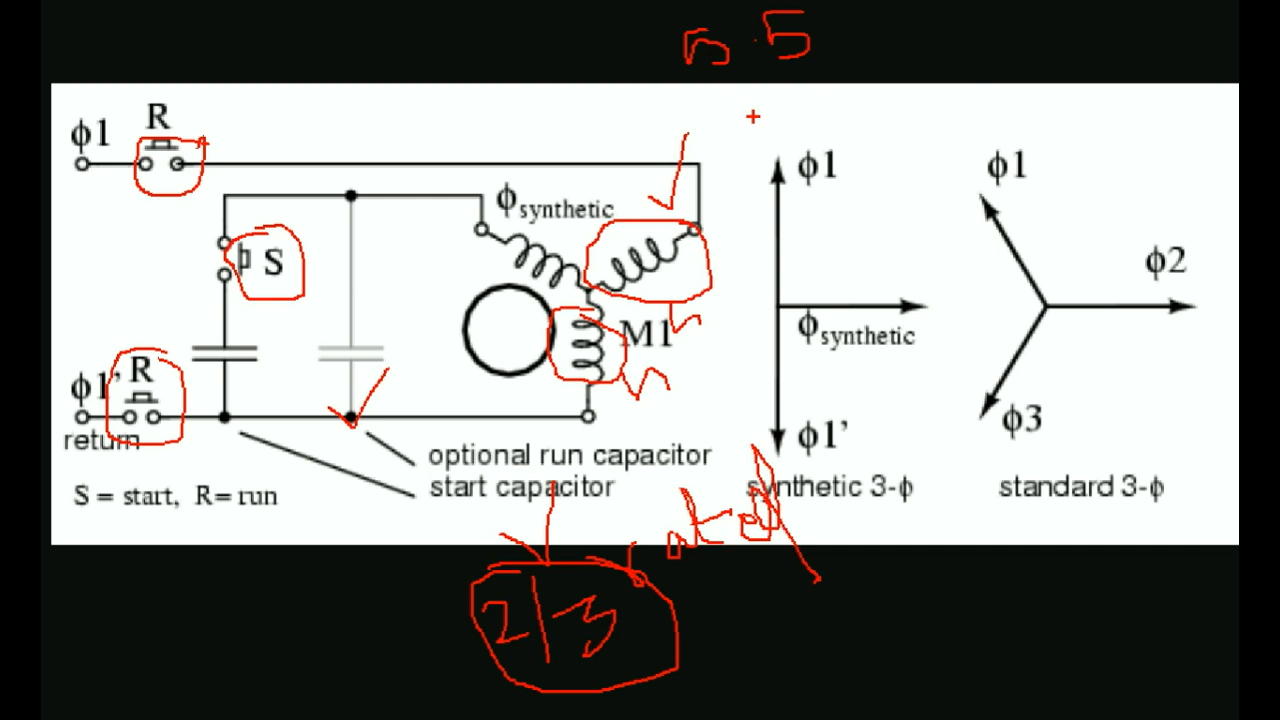 5
R
ϕ1
ϕ1
ϕ1
ϕsynthetic
ϕ2
S
M1
ϕsynthetic
R
ϕ1'
ϕ1'
ϕ3
return
optional run capacitor
S = start, R= run
start capacitor
synthetic 3-ϕ
standard 3-ϕ
2|3